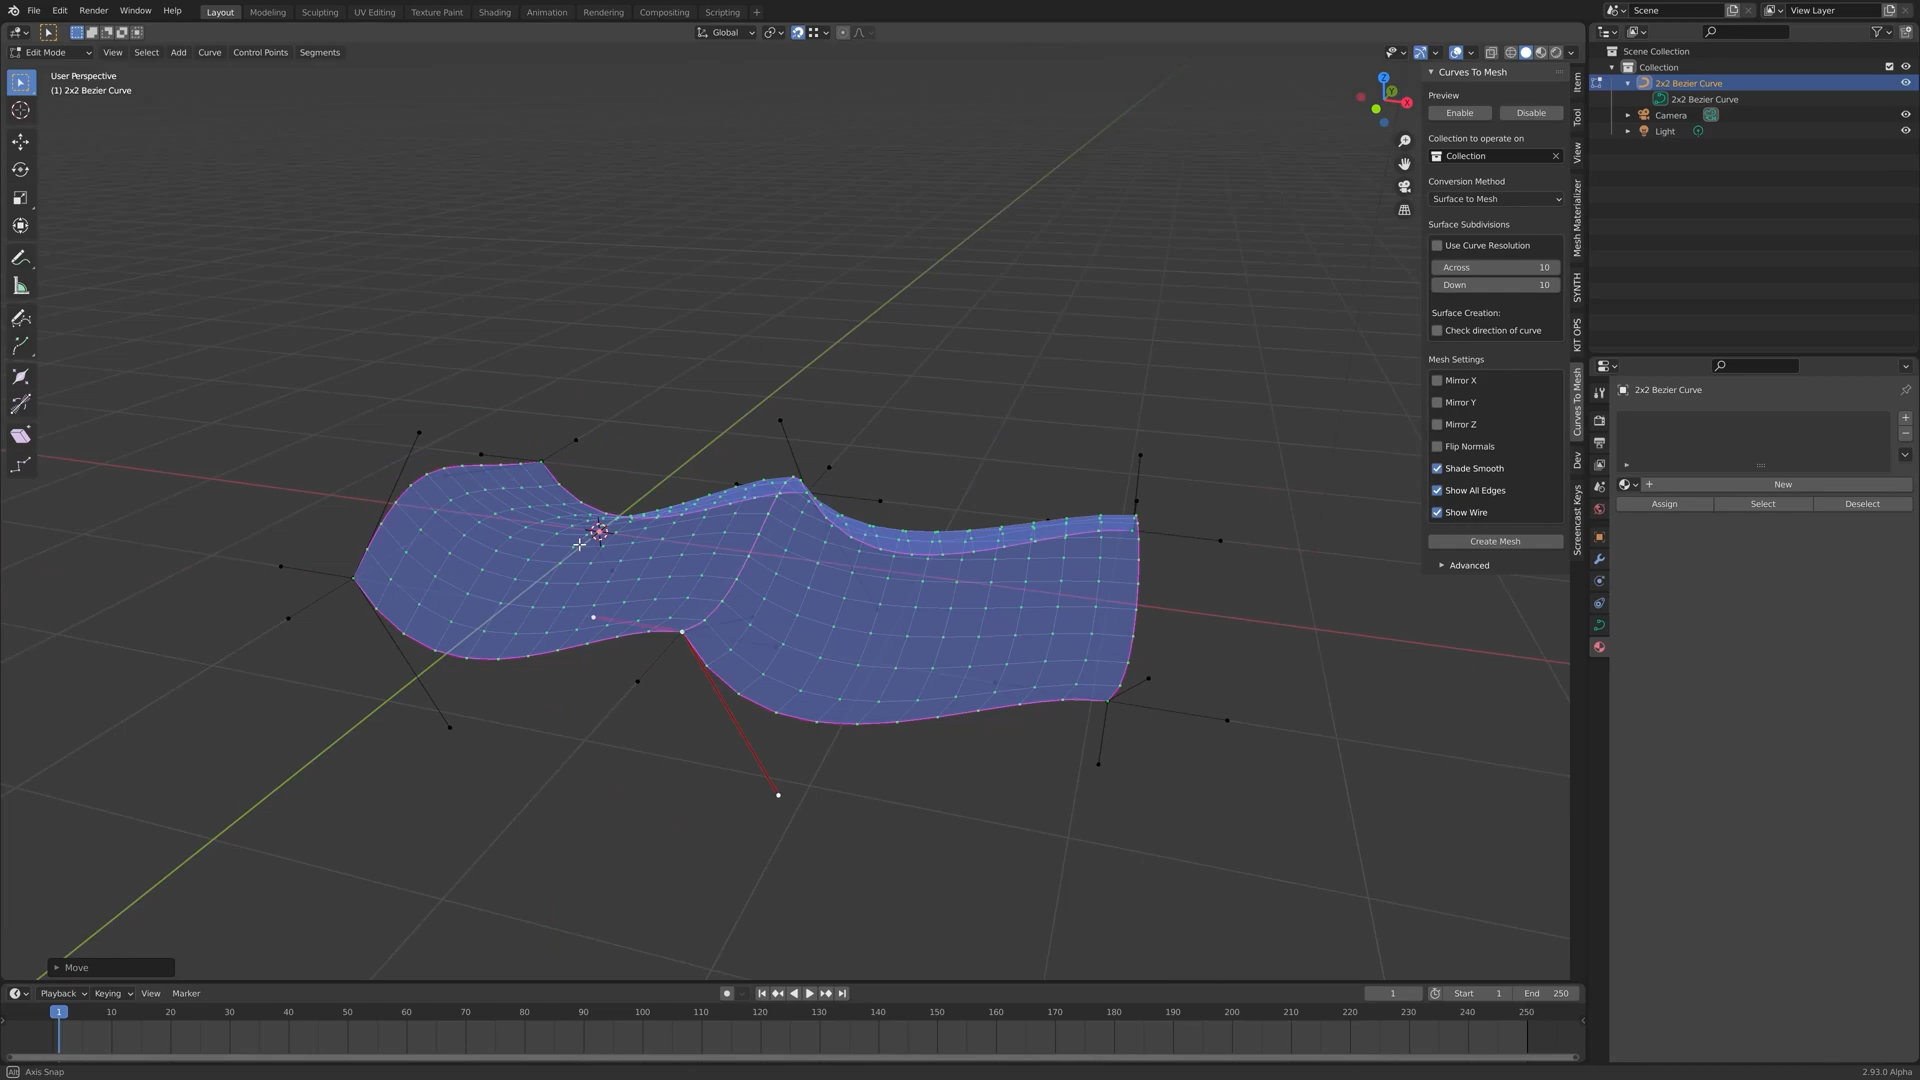 File Edit Render Window Help
Layout Modeling Sculpting UV Editing Texture Paint Shading Animation Rendering Compositing Scripting +
Scene
View Layer
Global
Edit Mode View Select Add Curve Control Points Segments
User Perspective
(1) 2x2 Bezier Curve
Z
Y
X
Curves To Mesh
Preview
Enable Disable
Collection to operate on
Collection
Conversion Method
Surface to Mesh
Surface Subdivisions
Use Curve Resolution
Across 10
Down 10
Surface Creation:
Check direction of curve
Mesh Settings
Mirror X
Mirror Y
Mirror Z
Flip Normals
Shade Smooth
Show All Edges
Show Wire
Create Mesh
Advanced
Item
Tool
View
Mesh Materializer
SYNTH
KIT OPS
Curves To Mesh
Dev
Screencast Keys
Scene Collection
Collection
2x2 Bezier Curve
2x2 Bezier Curve
Camera
Light
2x2 Bezier Curve
New
Assign Select Deselect
Move
Playback Keying View Marker
1 Start 1 End 250
1 10 20 30 40 50 60 70 80 90 100 110 120 130 140 150 160 170 180 190 200 210 220 230 240 250
Alt Axis Snap
2.93.0 Alpha